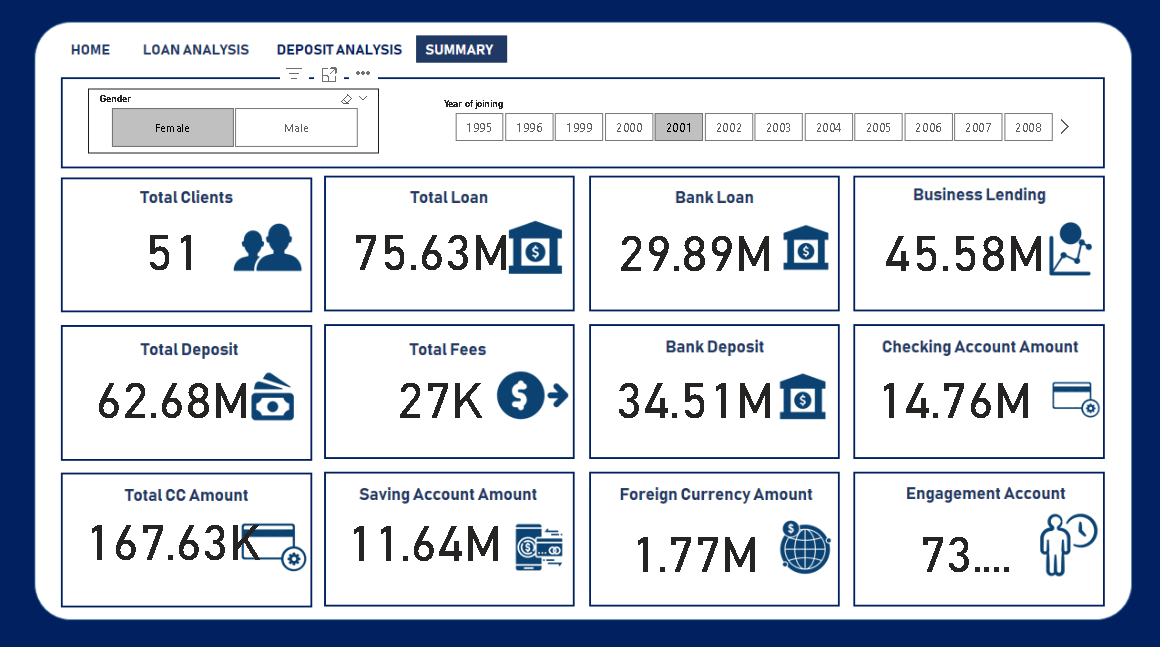 HOME LOAN ANALYSIS DEPOSIT ANALYSIS SUMMARY
Gender
Female Male
Year of joining
1995 1996 1999 2000 2001 2002 2003 2004 2005 2006 2007 2008
Total Clients
51
Total Loan
75.63M
Bank Loan
29.89M
Business Lending
45.58M
Total Deposit
62.68M
Total Fees
27K
Bank Deposit
34.51M
Checking Account Amount
14.76M
Total CC Amount
167.63K
Saving Account Amount
11.64M
Foreign Currency Amount
1.77M
Engagement Account
73....